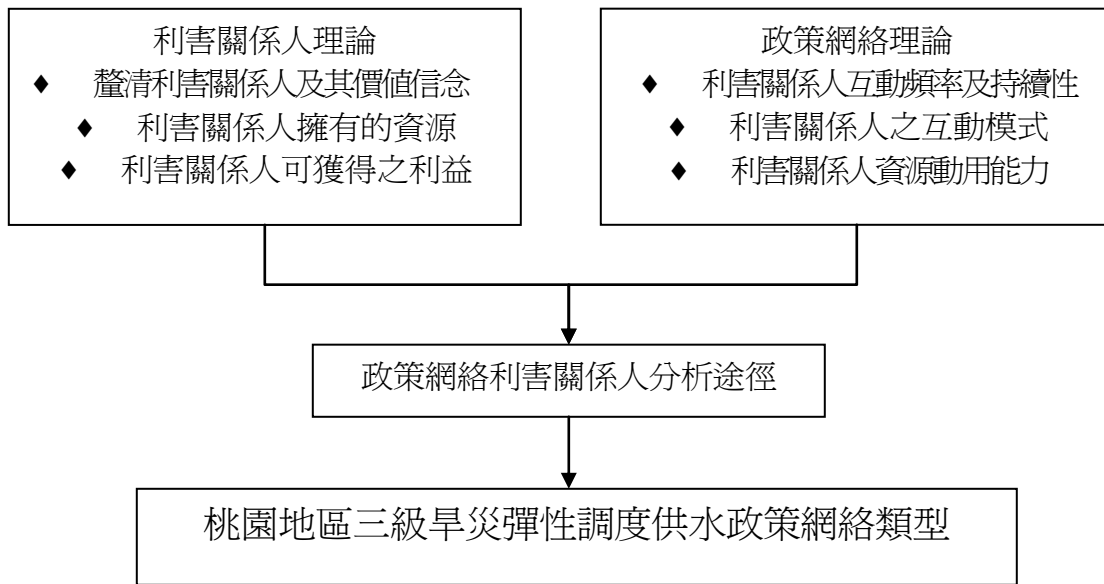 利害關係人理論
♦ 釐清利害關係人及其價值信念
♦ 利害關係人擁有的資源
♦ 利害關係人可獲得之利益
政策網絡理論
♦ 利害關係人互動頻率及持續性
♦ 利害關係人之互動模式
♦ 利害關係人資源動用能力
政策網絡利害關係人分析途徑
桃園地區三級旱災彈性調度供水政策網絡類型